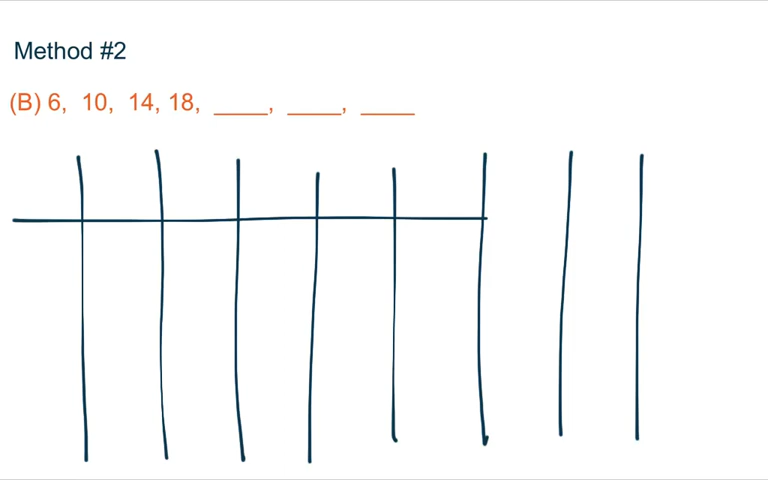 Method #2
(B) 6, 10, 14, 18, ____, ____, ____